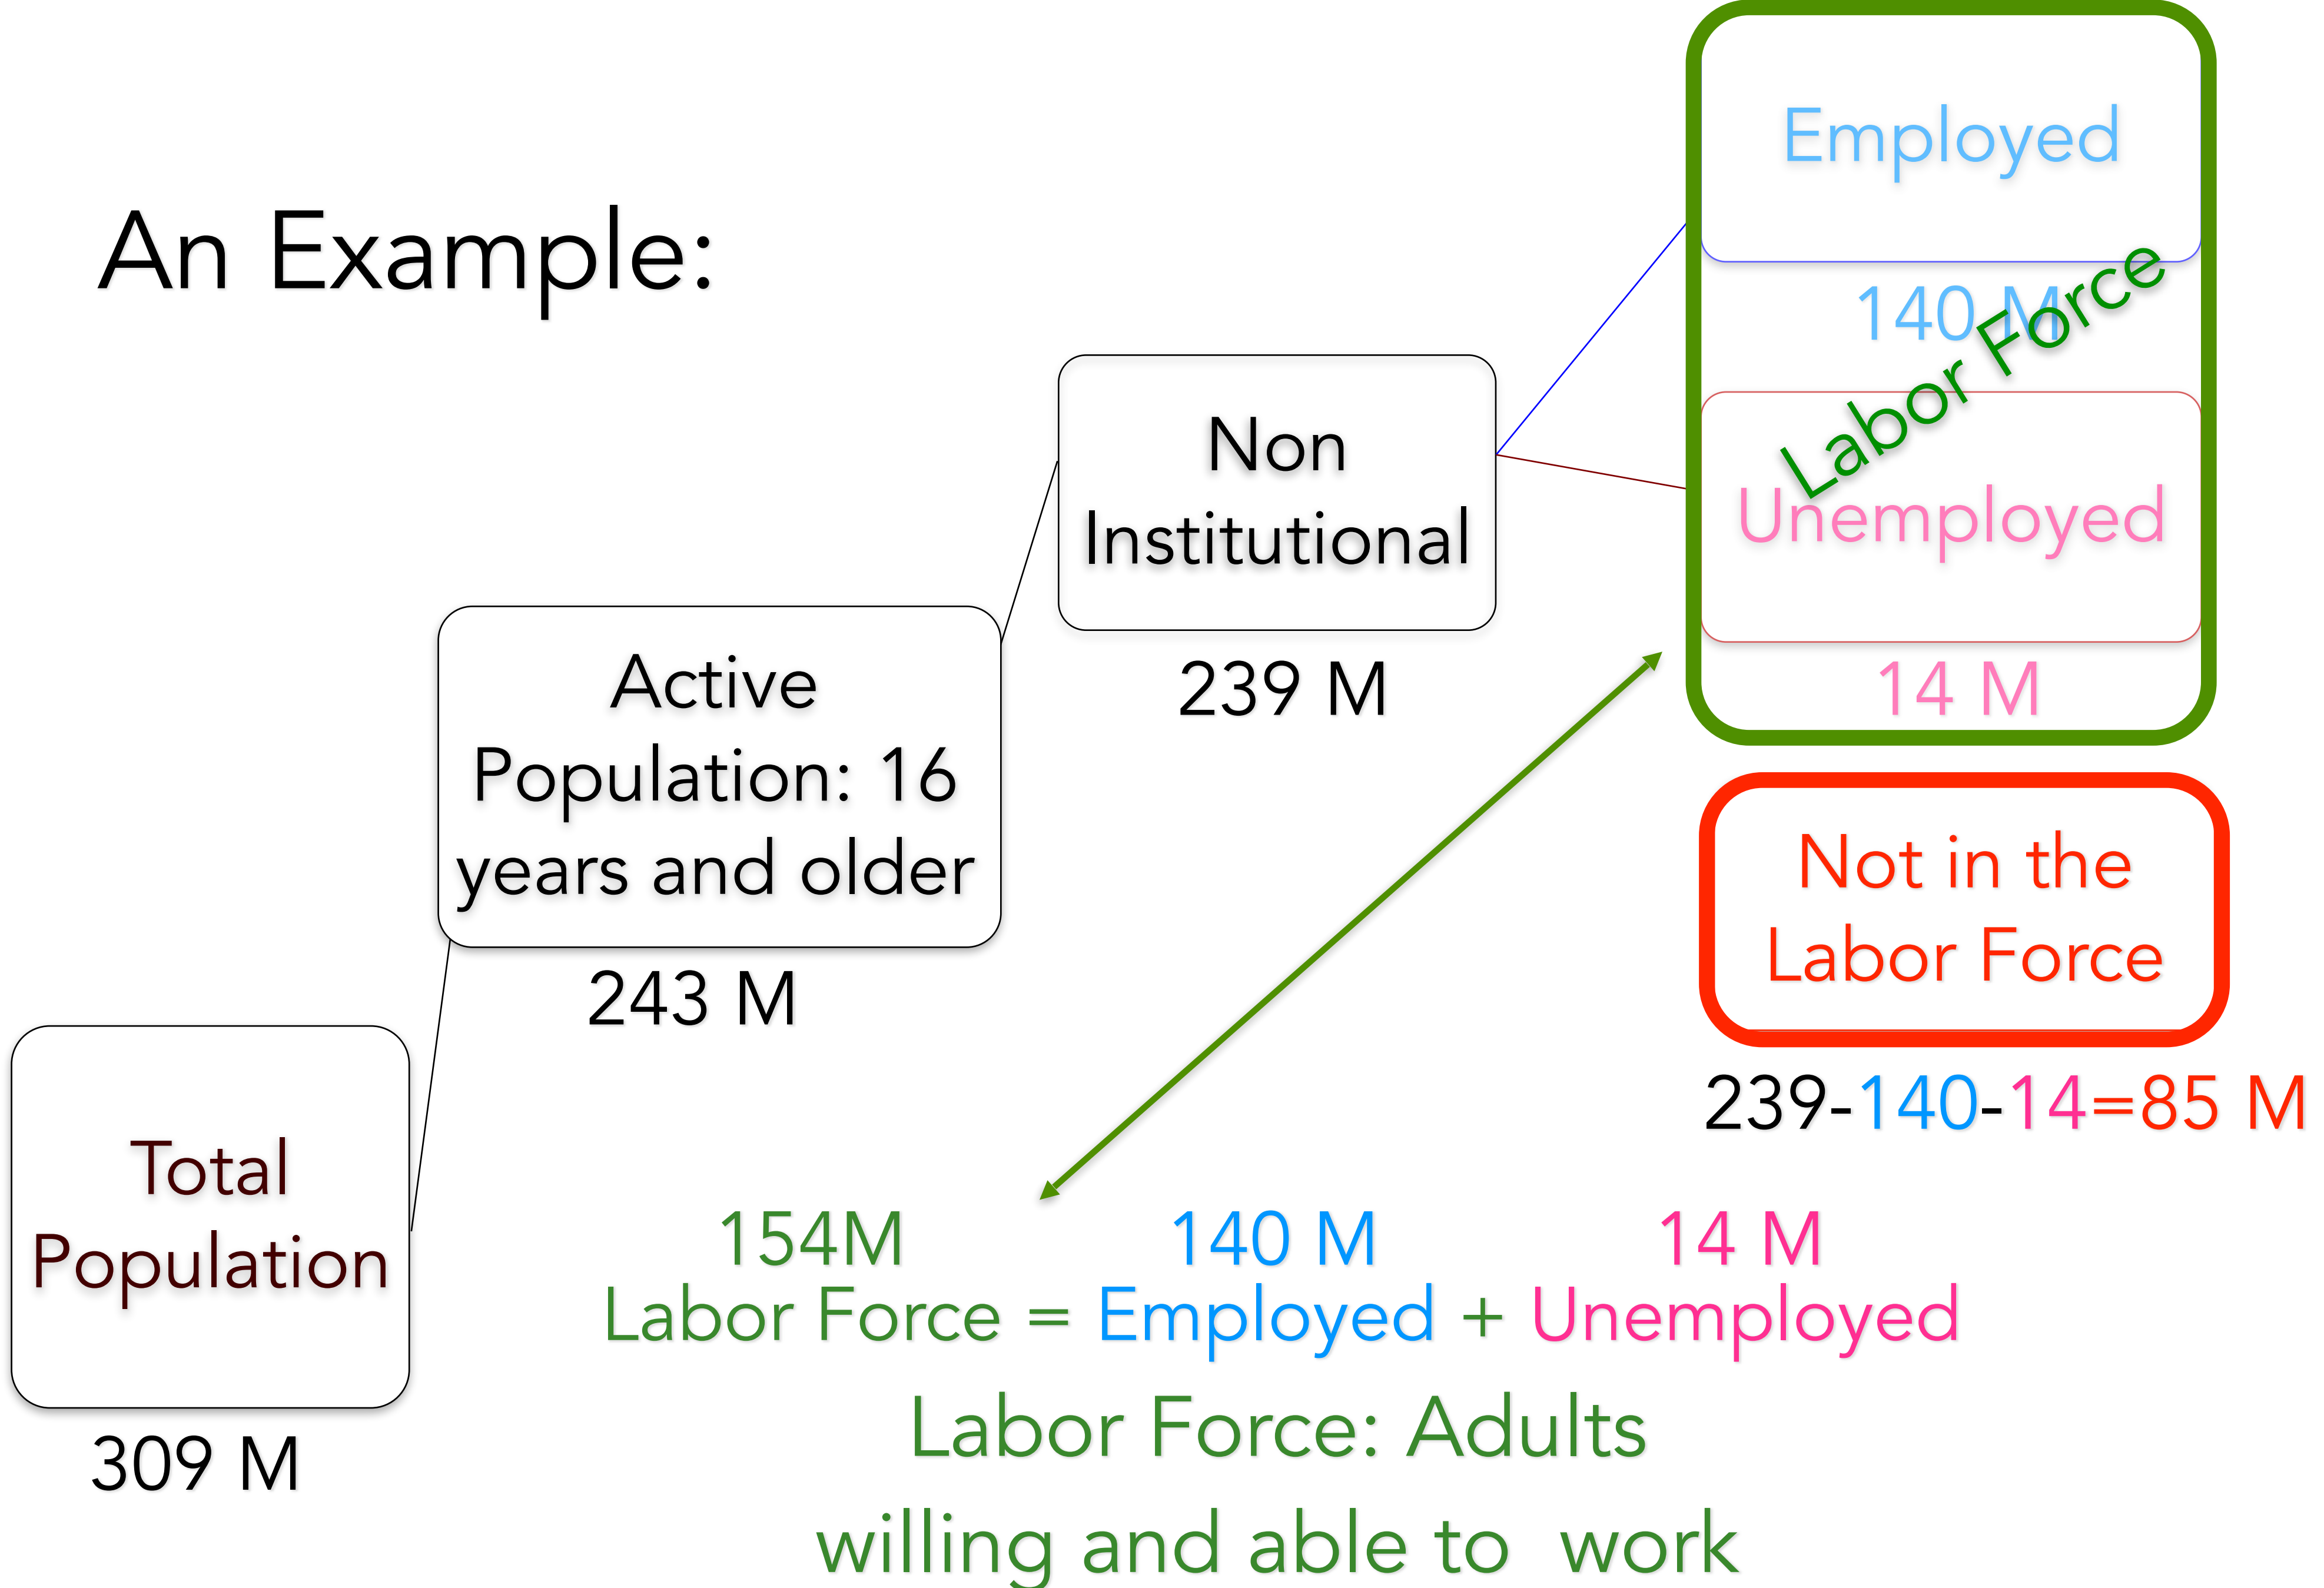 An Example:
Employed
140 M
Labor Force
Unemployed
14 M
Non
Institutional
239 M
Active
Population: 16
years and older
243 M
Not in the
Labor Force
239-140-14=85 M
Total
Population
309 M
154M 140 M 14 M
Labor Force = Employed + Unemployed
Labor Force: Adults
willing and able to work